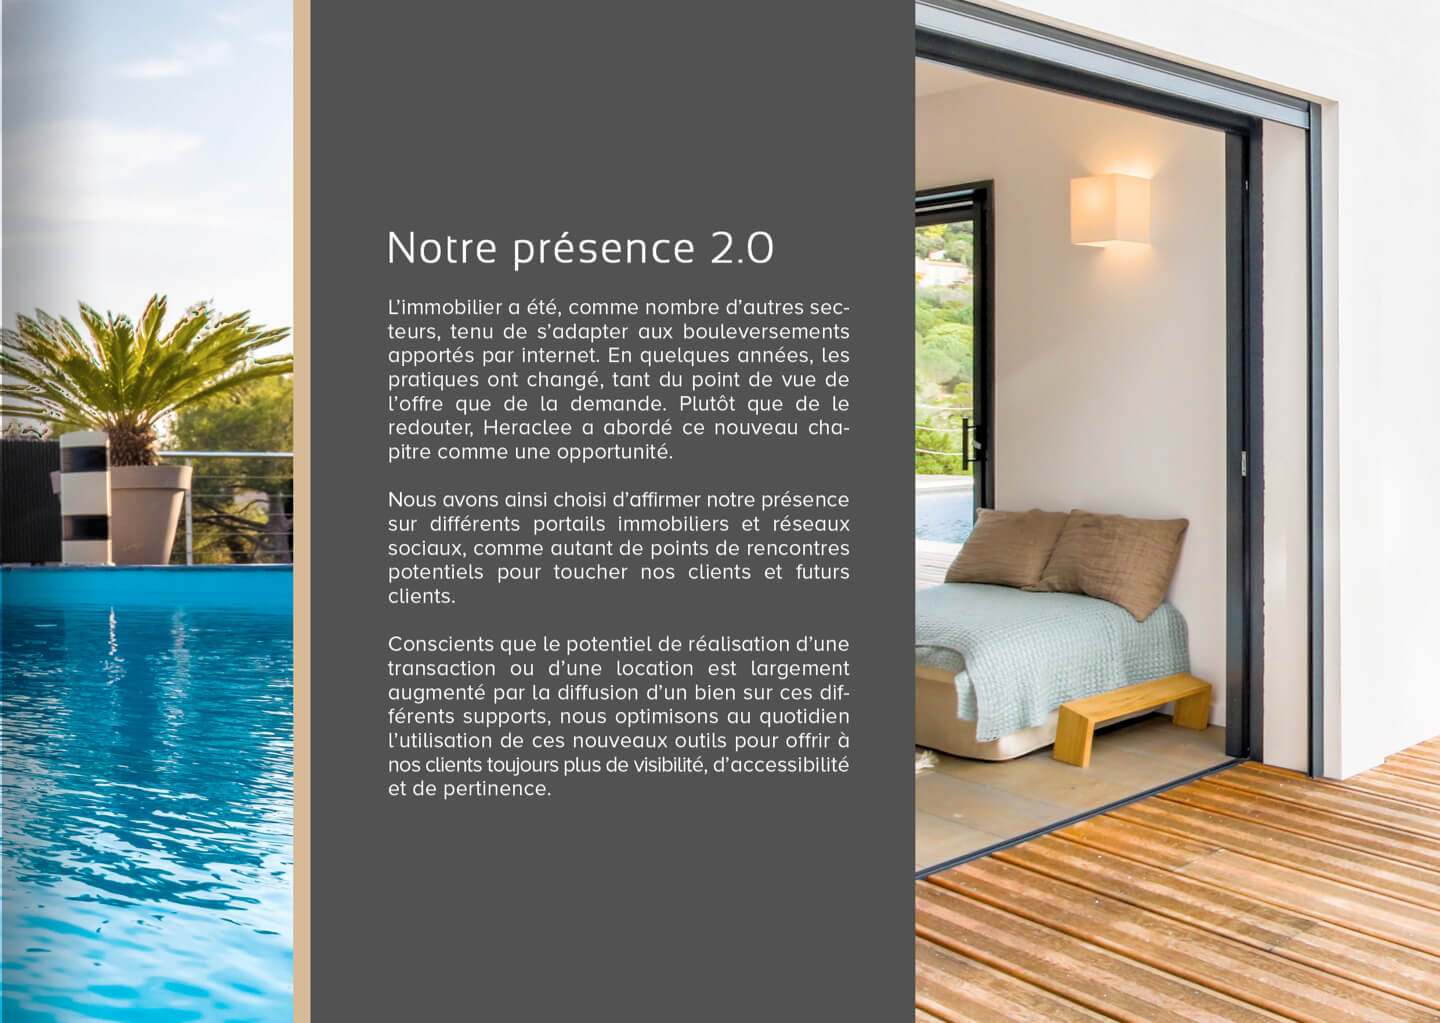 Notre présence 2.0
L’immobilier a été, comme nombre d’autres sec-
teurs, tenu de s’adapter aux bouleversements
apportés par internet. En quelques années, les
pratiques ont changé, tant du point de vue de
l’offre que de la demande. Plutôt que de le
redouter, Heraclee a abordé ce nouveau cha-
pitre comme une opportunité.
Nous avons ainsi choisi d’affirmer notre présence
sur différents portails immobiliers et réseaux
sociaux, comme autant de points de rencontres
potentiels pour toucher nos clients et futurs
clients.
Conscients que le potentiel de réalisation d’une
transaction ou d’une location est largement
augmenté par la diffusion d’un bien sur ces dif-
férents supports, nous optimisons au quotidien
l’utilisation de ces nouveaux outils pour offrir à
nos clients toujours plus de visibilité, d’accessibilité
et de pertinence.